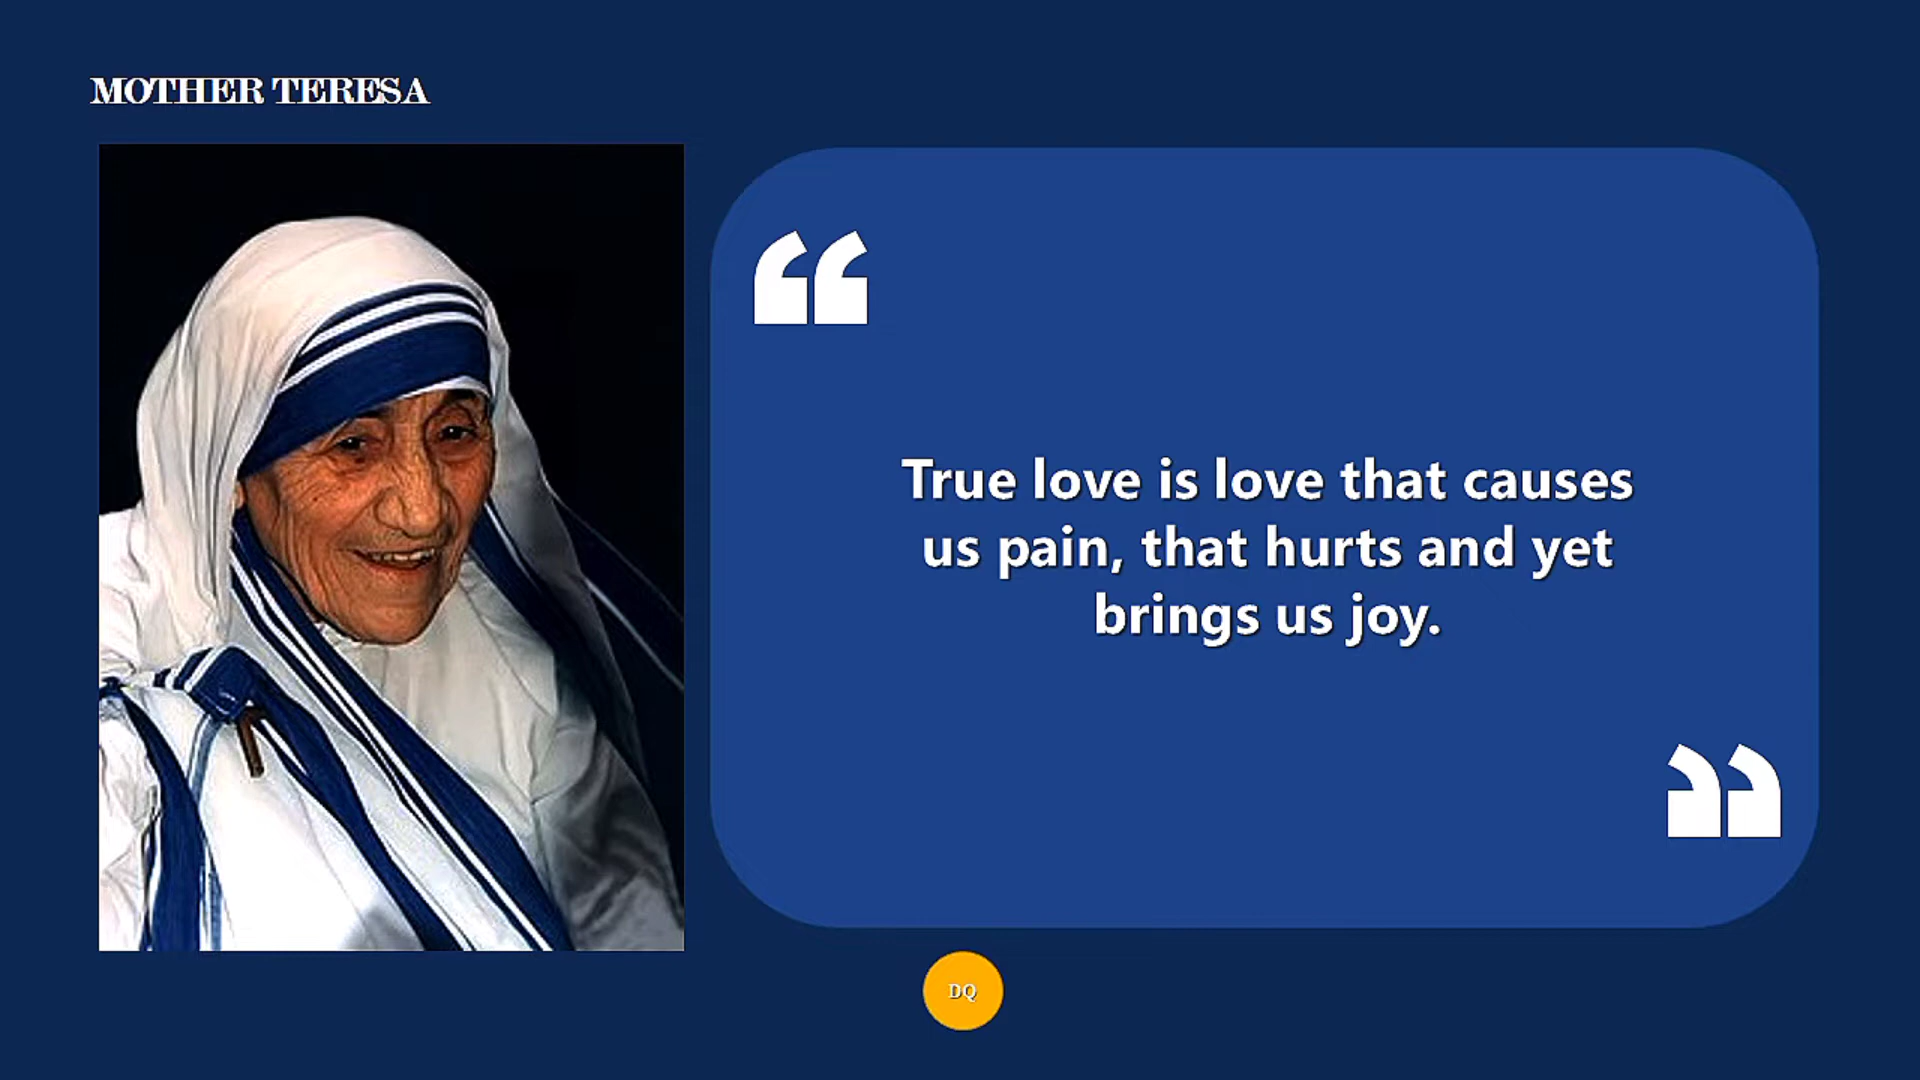 MOTHER TERESA
“
True love is love that causes
us pain, that hurts and yet
brings us joy.
”
DQ